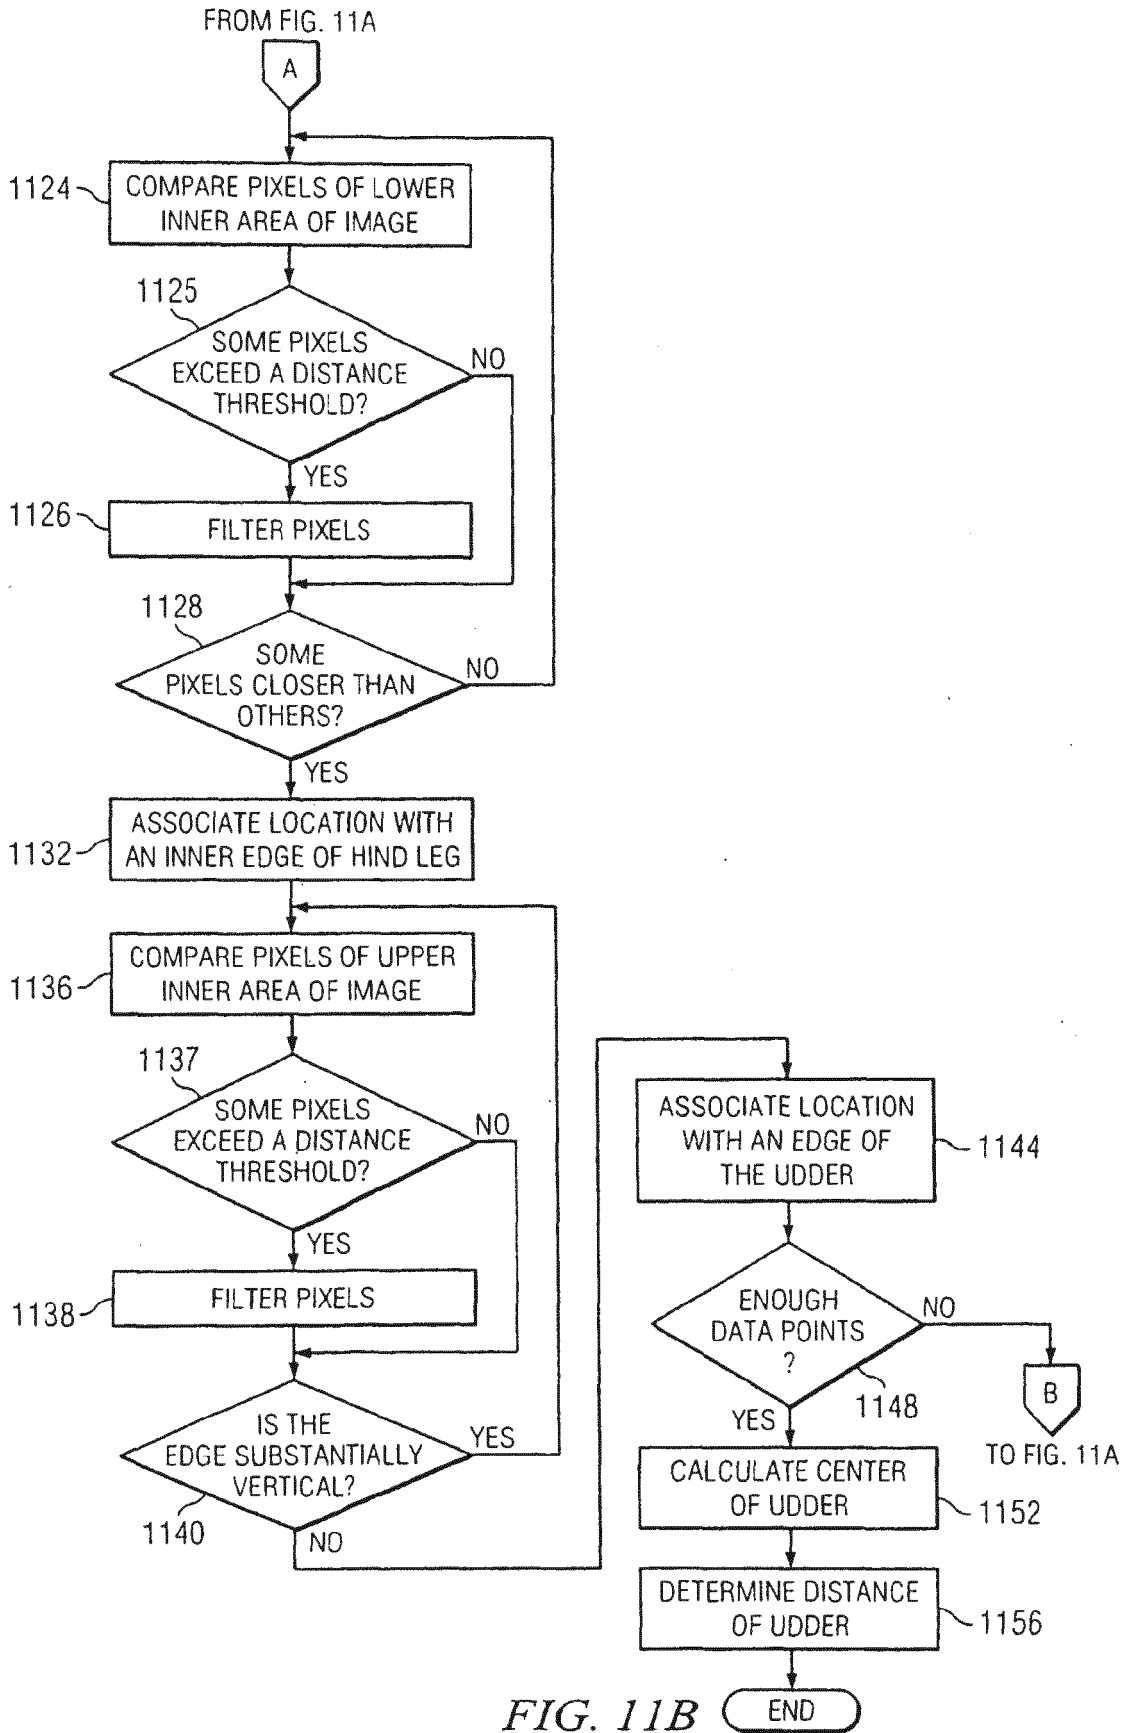 FROM FIG. 11A
A
1124
COMPARE PIXELS OF LOWER
INNER AREA OF IMAGE
1125
SOME PIXELS
EXCEED A DISTANCE
THRESHOLD?
NO
YES
1126
FILTER PIXELS
1128
SOME
PIXELS CLOSER THAN
OTHERS?
NO
YES
1132
ASSOCIATE LOCATION WITH
AN INNER EDGE OF HIND LEG
1136
COMPARE PIXELS OF UPPER
INNER AREA OF IMAGE
1137
SOME PIXELS
EXCEED A DISTANCE
THRESHOLD?
NO
YES
1138
FILTER PIXELS
IS THE
EDGE SUBSTANTIALLY
VERTICAL?
YES
1140
NO
ASSOCIATE LOCATION
WITH AN EDGE OF
THE UDDER
1144
ENOUGH
DATA POINTS
?
NO
1148
YES
B
TO FIG. 11A
CALCULATE CENTER
OF UDDER
1152
DETERMINE DISTANCE
OF UDDER
1156
END
FIG. 11B